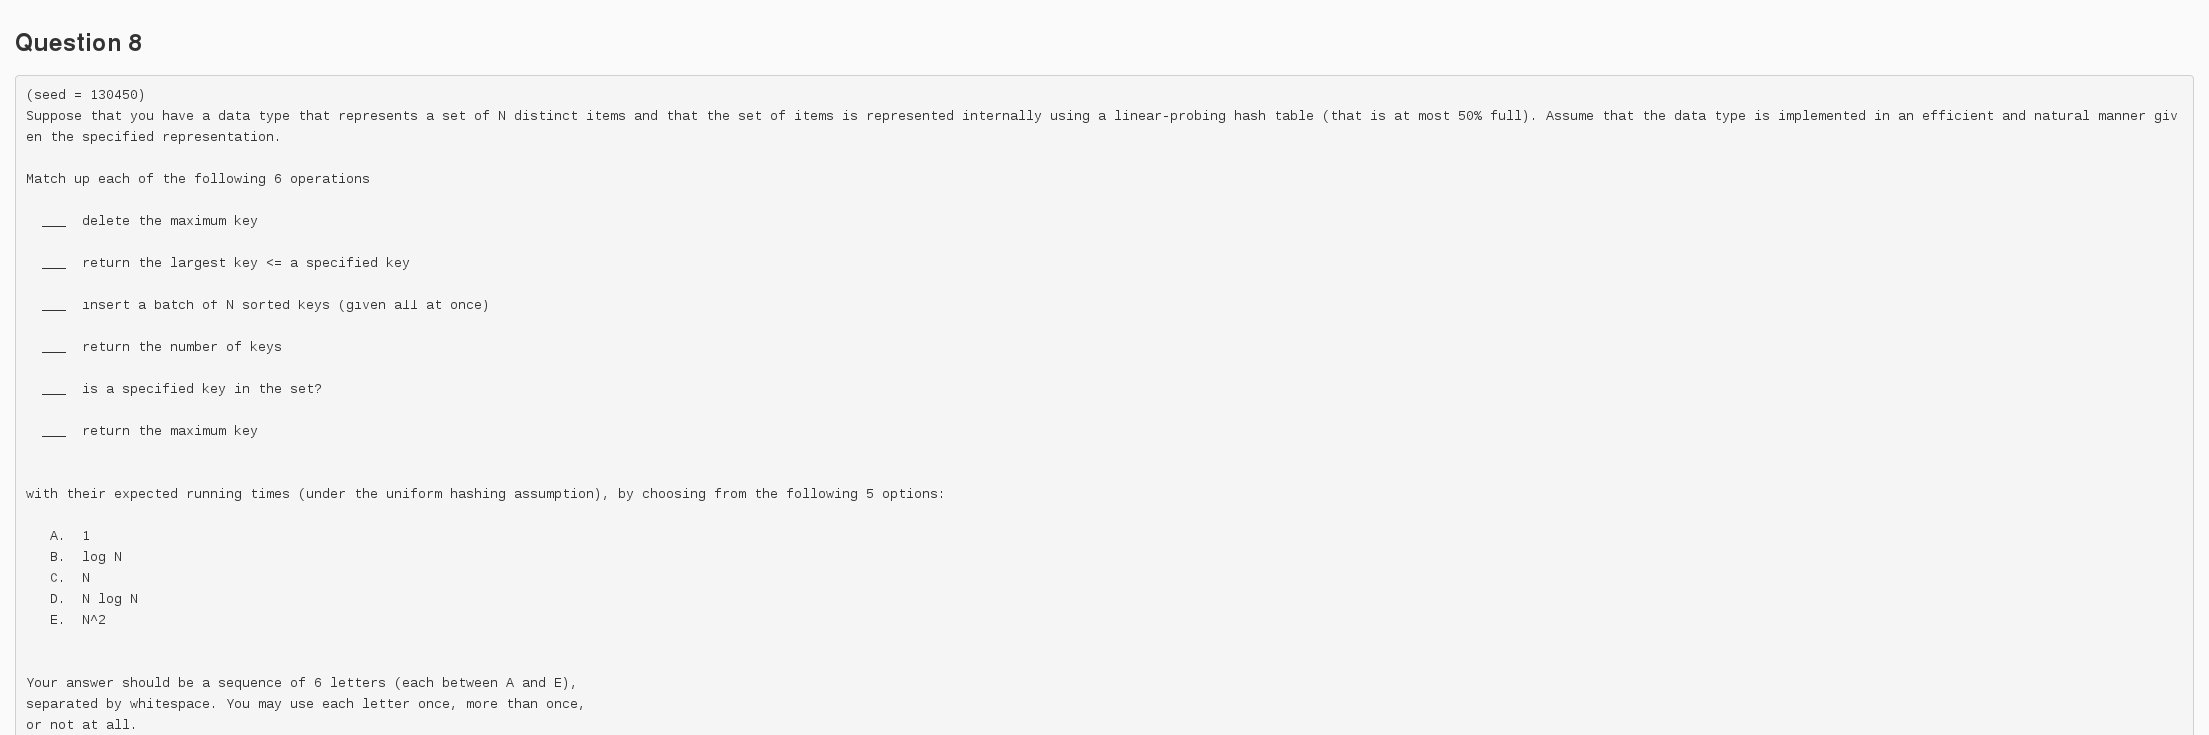 Question 8
(seed = 130450)
Suppose that you have a data type that represents a set of N distinct items and that the set of items is represented internally using a linear-probing hash table (that is at most 50% full). Assume that the data type is implemented in an efficient and natural manner giv
en the specified representation.
Match up each of the following 6 operations
___ delete the maximum key
___ return the largest key <= a specified key
___ insert a batch of N sorted keys (given all at once)
___ return the number of keys
___ is a specified key in the set?
___ return the maximum key
with their expected running times (under the uniform hashing assumption), by choosing from the following 5 options:
A. 1
B. log N
C. N
D. N log N
E. N^2
Your answer should be a sequence of 6 letters (each between A and E),
separated by whitespace. You may use each letter once, more than once,
or not at all.